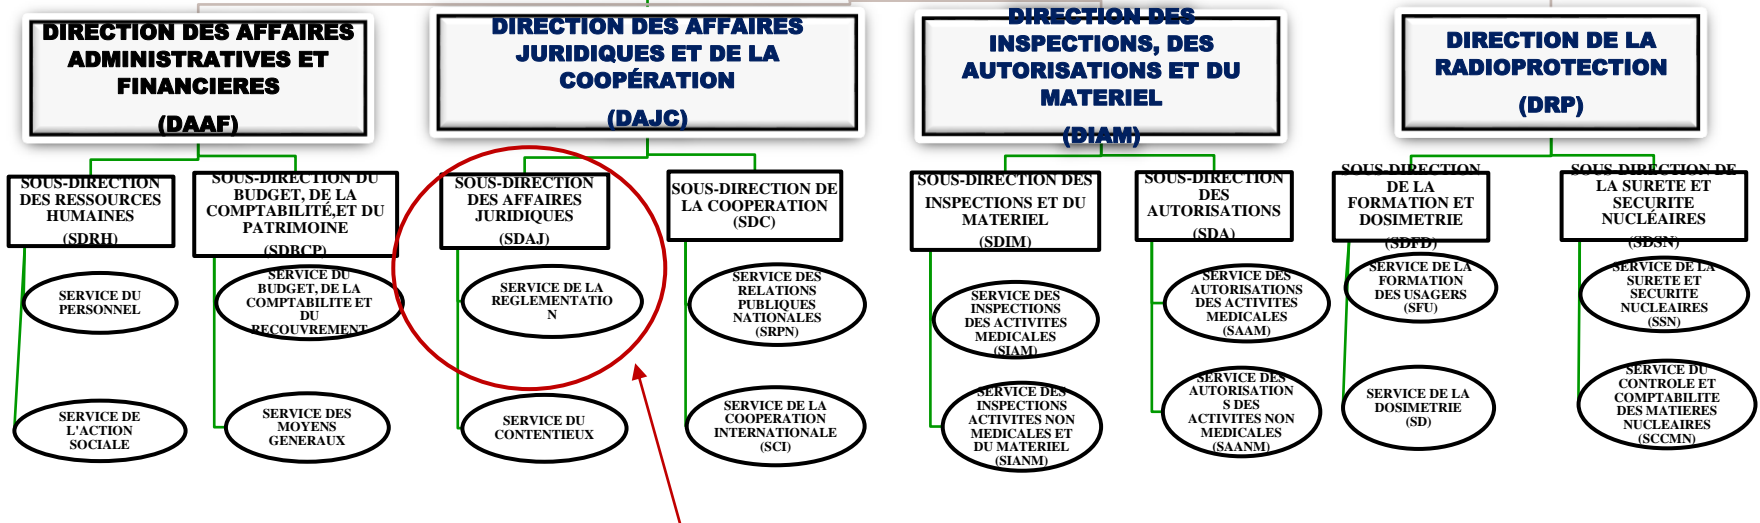 DIRECTION DES AFFAIRES
ADMINISTRATIVES ET
FINANCIERES
(DAAF)
DIRECTION DES AFFAIRES
JURIDIQUES ET DE LA
COOPÉRATION
(DAJC)
DIRECTION DES
INSPECTIONS, DES
AUTORISATIONS ET DU
MATERIEL
(DIAM)
DIRECTION DE LA
RADIOPROTECTION
(DRP)
SOUS-DIRECTION
DES RESSOURCES
HUMAINES
(SDRH)
SOUS-DIRECTION DU
BUDGET, DE LA
COMPTABILITÉ,ET DU
PATRIMOINE
(SDBCP)
SOUS-DIRECTION
DES AFFAIRES
JURIDIQUES
(SDAJ)
SOUS-DIRECTION DE
LA COOPERATION
(SDC)
SOUS-DIRECTION DES
INSPECTIONS ET DU
MATERIEL
(SDIM)
SOUS-DIRECTION
DES
AUTORISATIONS
(SDA)
SOUS-DIRECTION
DE LA
FORMATION ET
DOSIMETRIE
(SDFD)
SOUS-DIRECTION DE
LA SURETE ET
SECURITE
NUCLÉAIRES
(SDSN)
SERVICE DU
PERSONNEL
SERVICE DU
BUDGET, DE LA
COMPTABILITE ET
DU
RECOUVREMENT
SERVICE DE LA
REGLEMENTATIO
N
SERVICE DES
RELATIONS
PUBLIQUES
NATIONALES
(SRPN)
SERVICE DES
INSPECTIONS
DES ACTIVITES
MEDICALES
(SIAM)
SERVICE DES
AUTORISATIONS
DES ACTIVITES
MEDICALES
(SAAM)
SERVICE DE LA
FORMATION
DES USAGERS
(SFU)
SERVICE DE LA
SURETE ET
SECURITE
NUCLEAIRES
(SSN)
SERVICE DE
L'ACTION
SOCIALE
SERVICE DES
MOYENS
GENERAUX
SERVICE DU
CONTENTIEUX
SERVICE DE LA
COOPERATION
INTERNATIONALE
(SCI)
SERVICE DES
INSPECTIONS
ACTIVITES NON
MEDICALES ET
DU MATERIEL
(SIANM)
SERVICE DES
AUTORISATION
S DES
ACTIVITES NON
MEDICALES
(SAANM)
SERVICE DE LA
DOSIMETRIE
(SD)
SERVICE DU
CONTROLE ET
COMPTABILITE
DES MATIERES
NUCLEAIRES
(SCCMN)